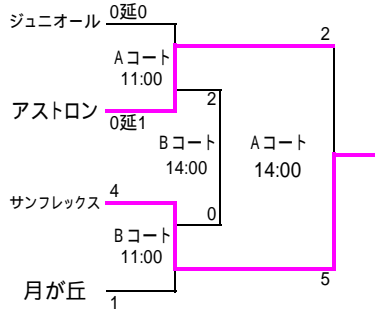 ジュニオール
0延0
2
Aコート
11:00
アストロン
0延1
2
Bコート
14:00
Aコート
14:00
サンフレックス
4
0
Bコート
11:00
5
月が丘
1